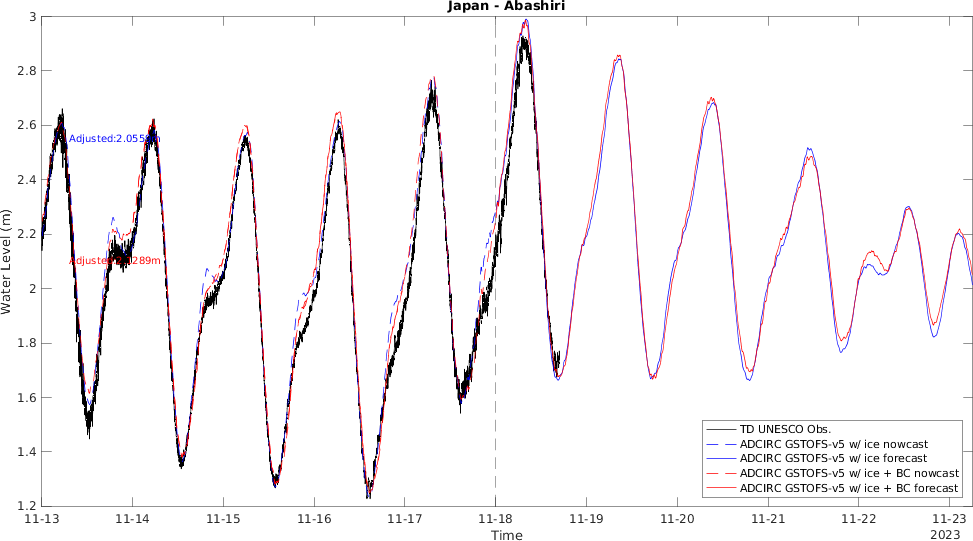 Japan - Abashiri
3
2.8
2.6
2.4
2.2
2
1.8
1.6
1.4
1.2
Water Level (m)
Adjusted:2.055
Adjusted
289m
TD UNESCO Obs.
ADCIRC GSTOFS-v5 w/ ice nowcast
ADCIRC GSTOFS-v5 w/ ice forecast
ADCIRC GSTOFS-v5 w/ ice + BC nowcast
ADCIRC GSTOFS-v5 w/ ice + BC forecast
11-13 11-14 11-15 11-16 11-17 11-18 11-19 11-20 11-21 11-22 11-23
Time
2023